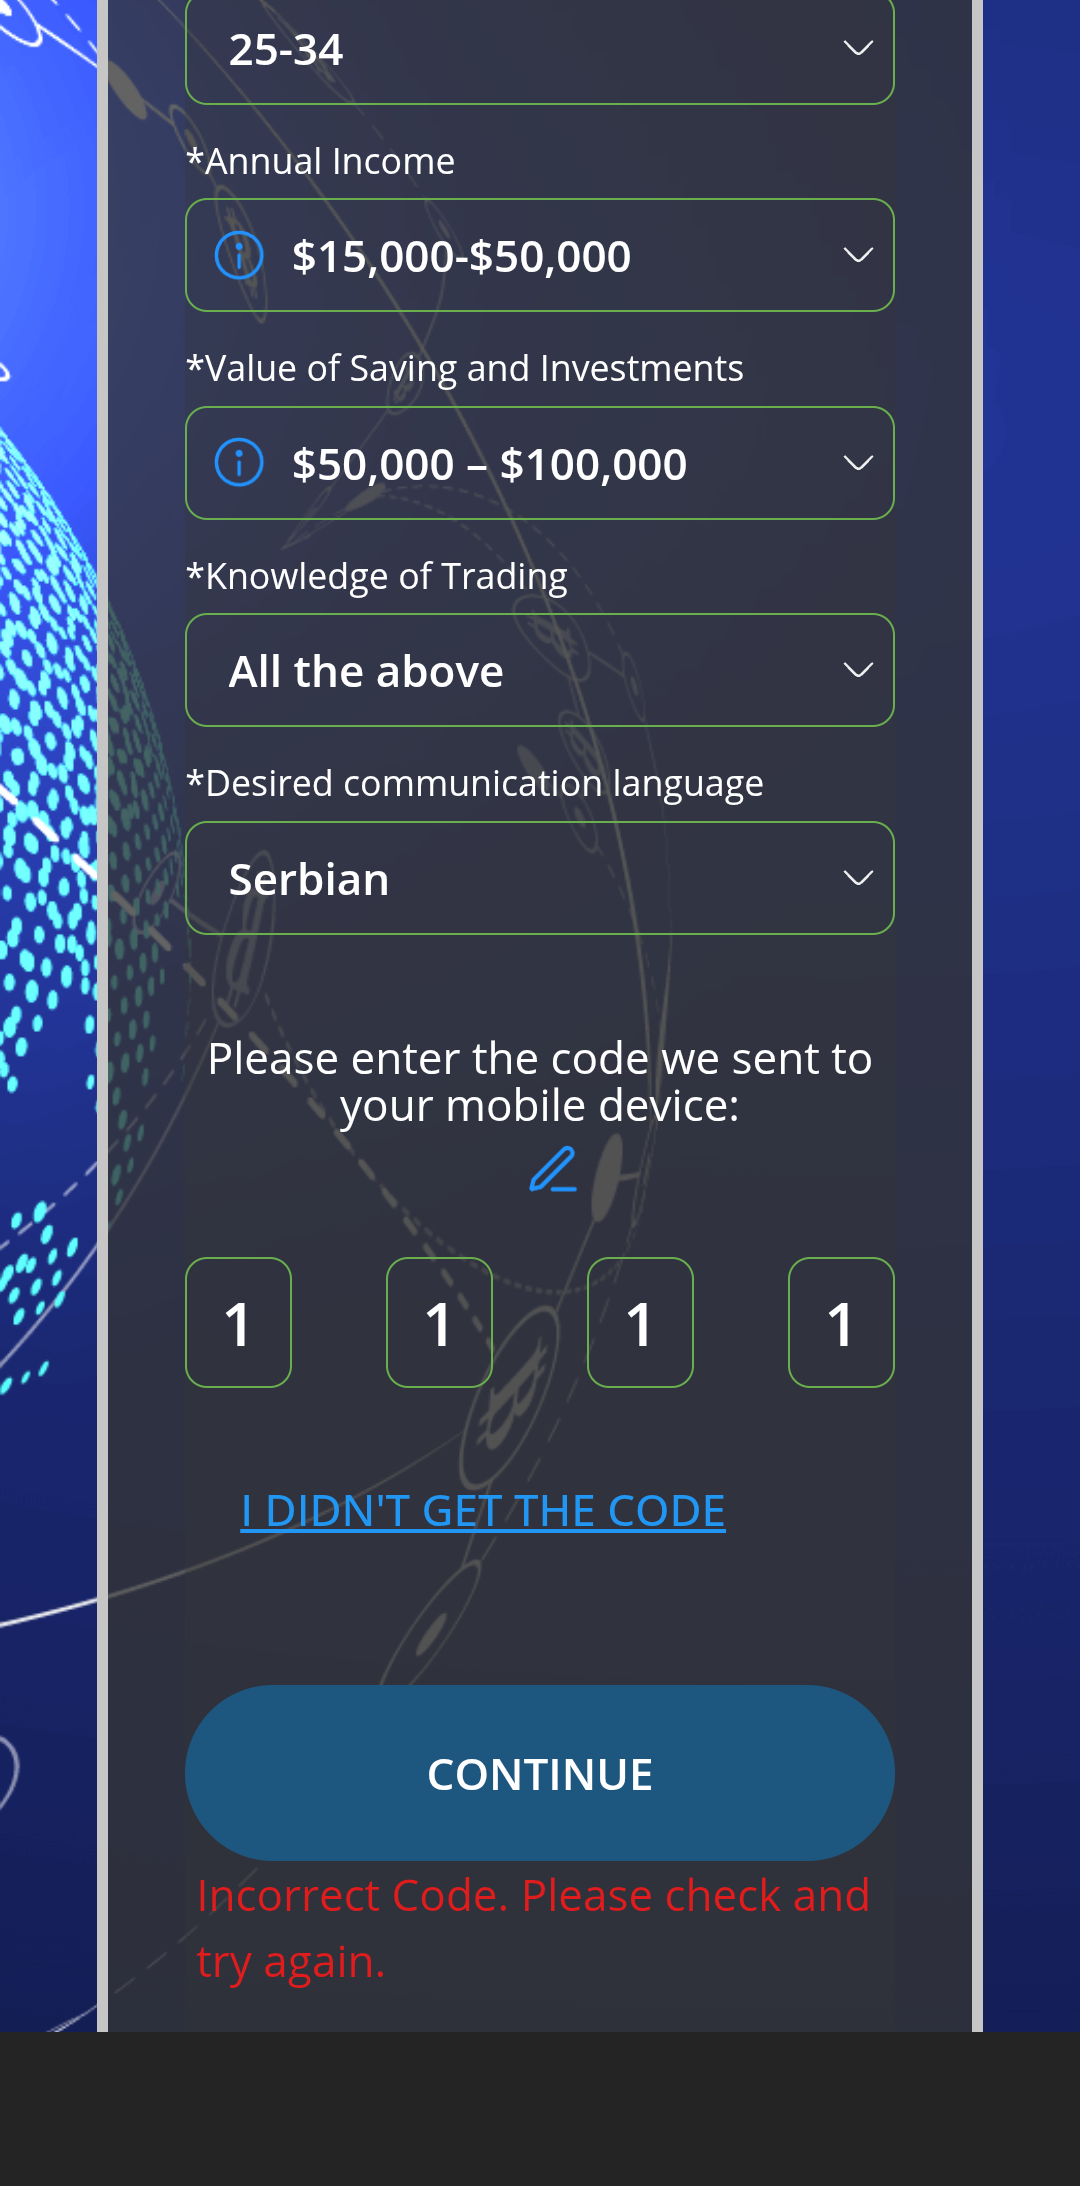 25-34
*Annual Income
$15,000-$50,000
*Value of Saving and Investments
$50,000 – $100,000
*Knowledge of Trading
All the above
*Desired communication language
Serbian
Please enter the code we sent to
your mobile device:
1 1 1 1
I DIDN'T GET THE CODE
CONTINUE
Incorrect Code. Please check and
try again.